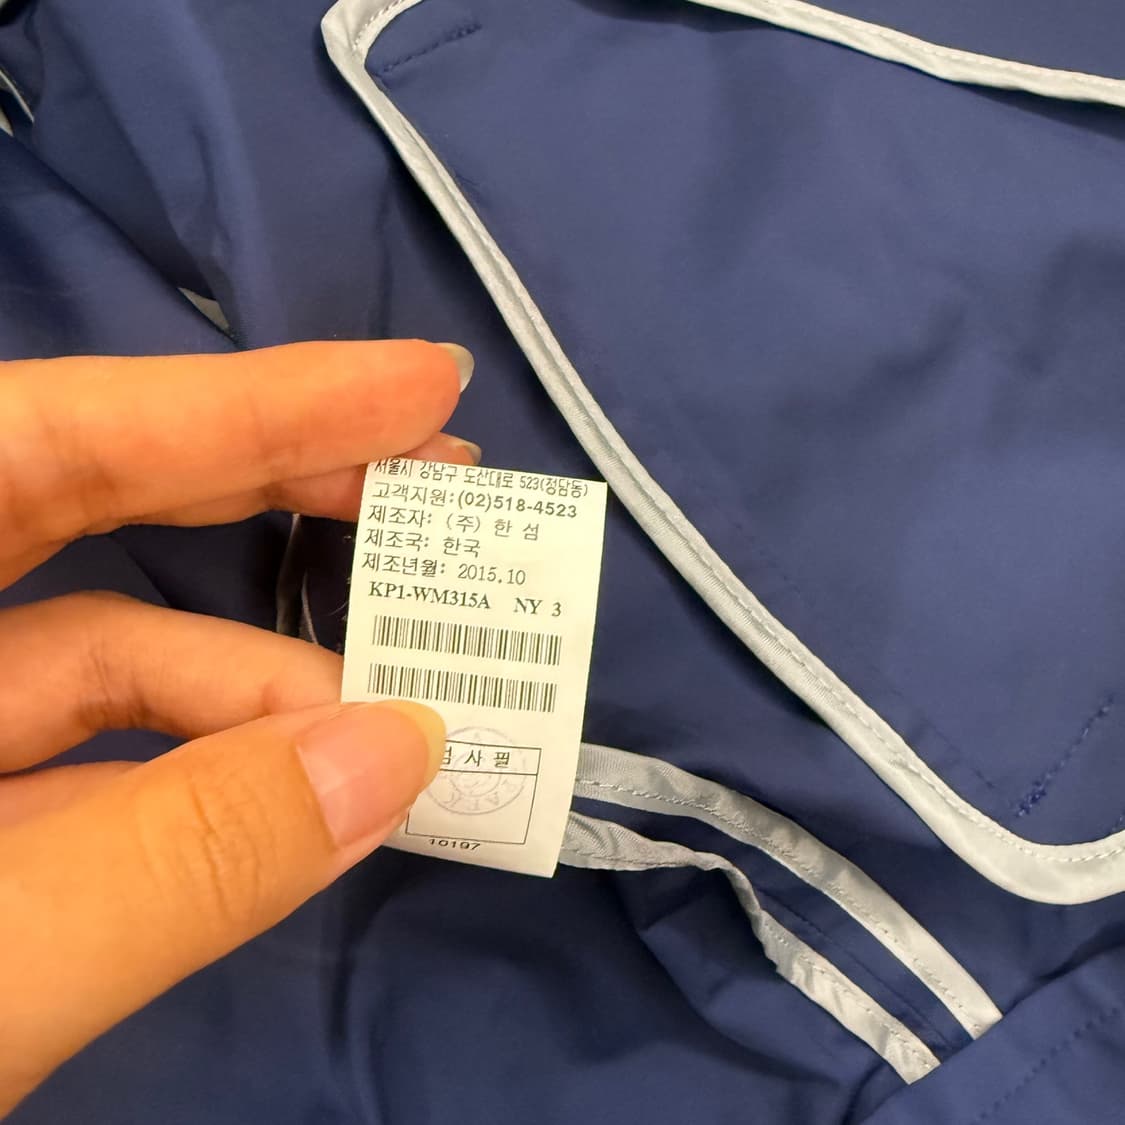 서울시 강남구 도산대로 523(청담동)
고객지원:(02)518-4523
제조자: (주) 한 섬
제조국: 한국
제조년월: 2015.10
KP1-WM315A NY 3
사 필
10197